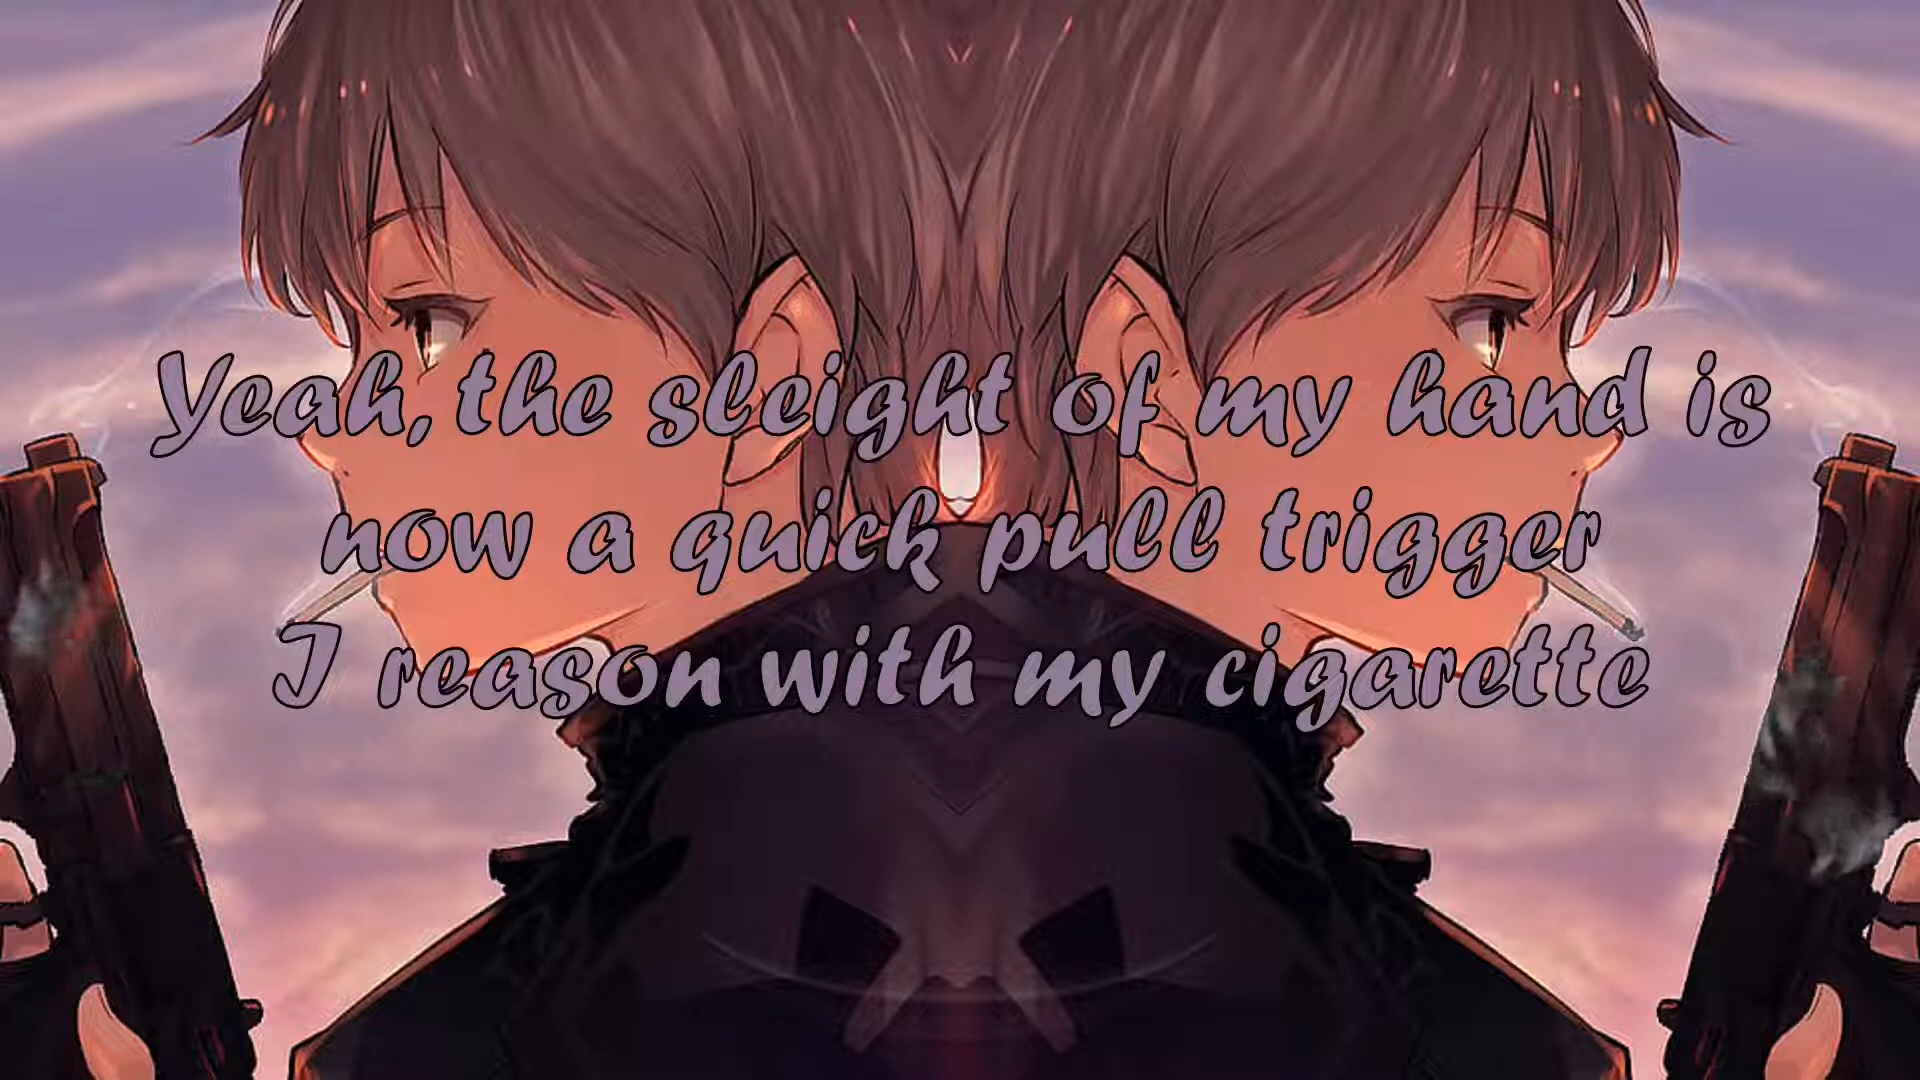 Yeah, the sleight of my hand is
now a quick pull trigger
I reason with my cigarette